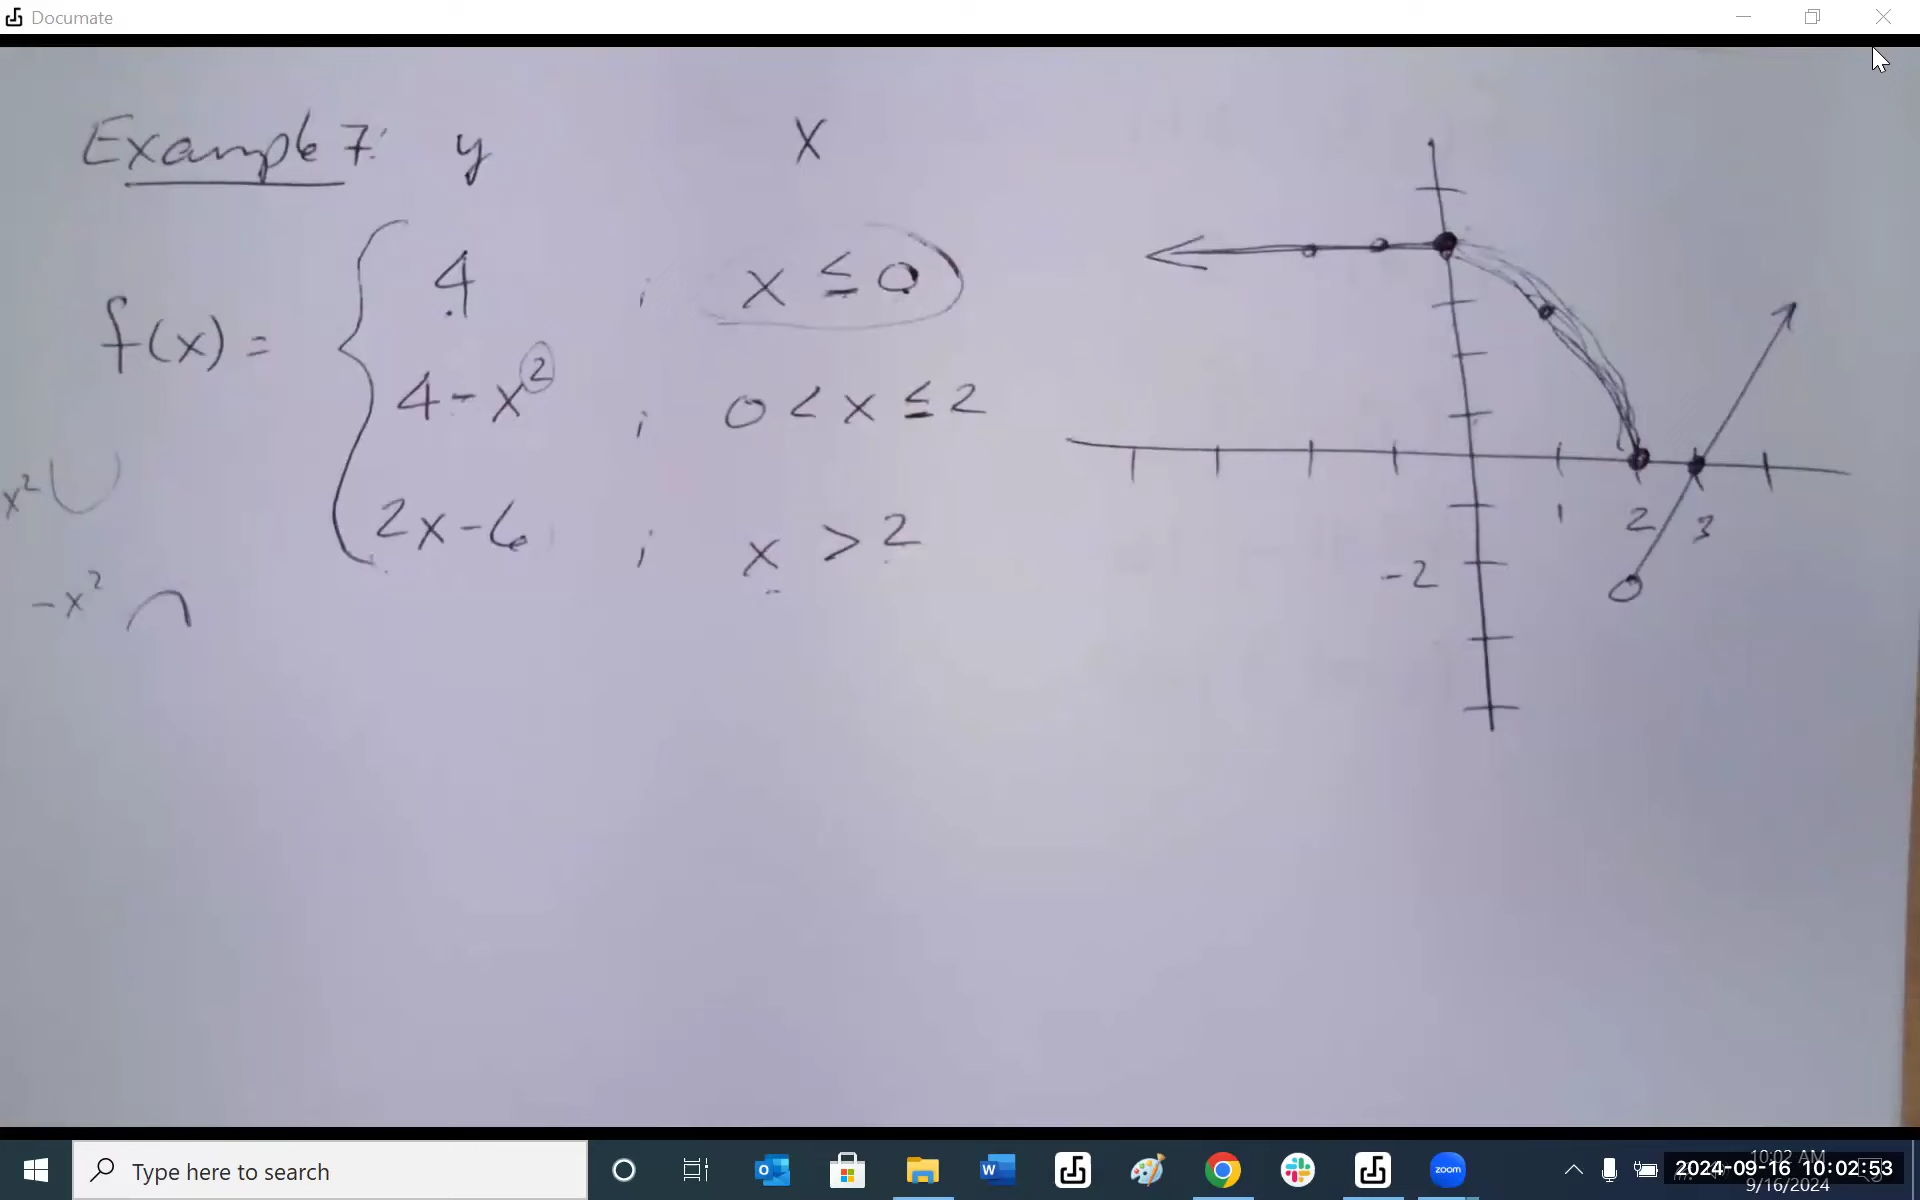 Documate
Example 7: y x
f(x) = { 4 ; x ≤ 0
4 - x² ; 0 < x ≤ 2
2x - 6 ; x > 2
x²
-x²
1 2 3
-2
Type here to search
zoom
10:02 AM
2024-09-16 10:02:53
9/16/2024